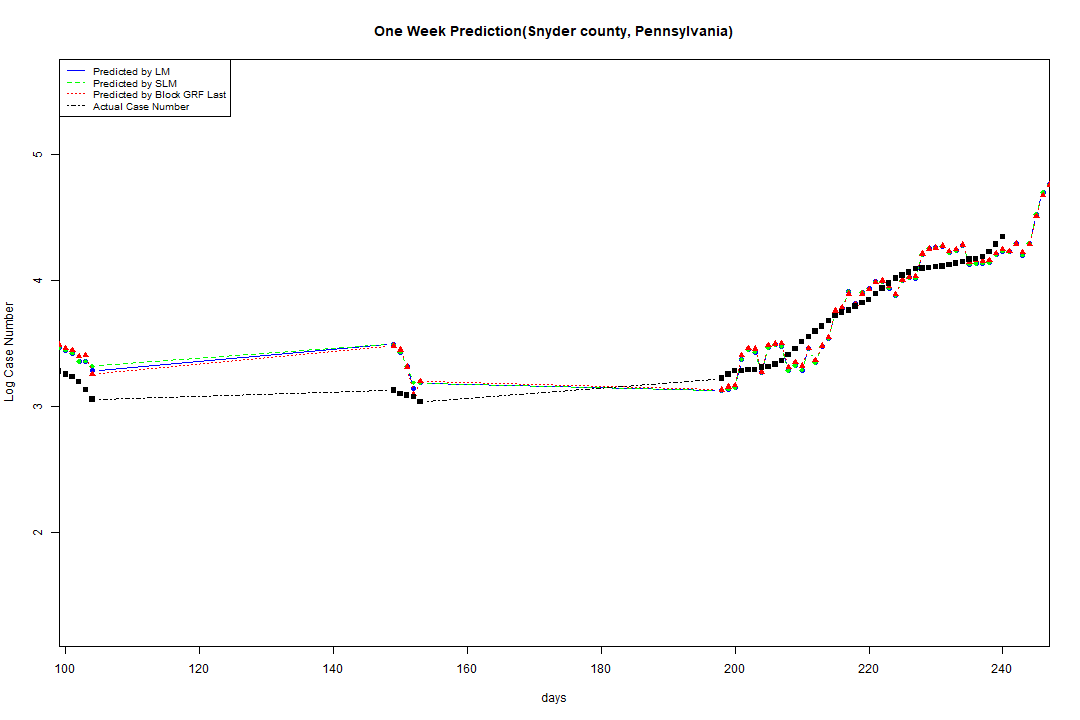 One Week Prediction(Snyder county, Pennsylvania)
Predicted by LM
Predicted by SLM
Predicted by Block GRF Last
Actual Case Number
5
4
3
2
Log Case Number
100 120 140 160 180 200 220 240
days